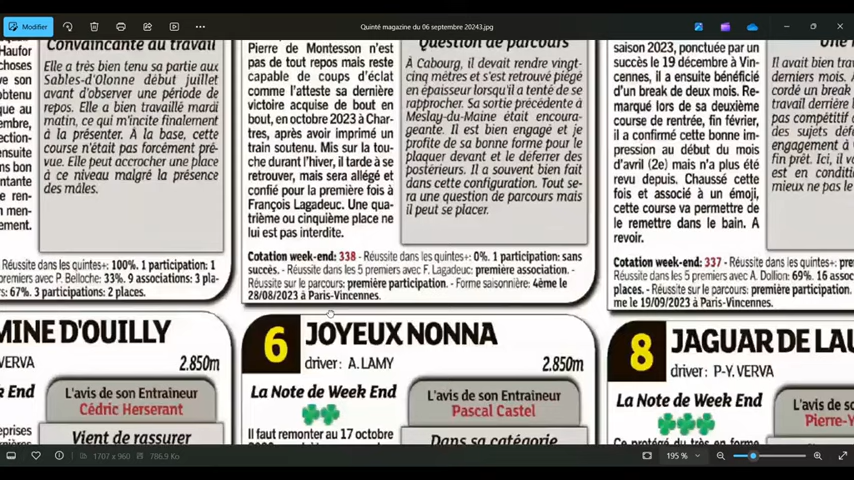 Modifier
Quinté magazine du 06 septembre 20243.jpg
Convaincante au travail
Elle a très bien tenu sa partie aux
Sables-d'Olonne début juillet
avant d'observer une période de
repos. Elle a bien travaillé mardi
matin, ce qui m'incite finalement
à la présenter. À la base, cette
course n'était pas forcément pré-
vue. Elle peut accrocher une place
à ce niveau malgré la présence
des mâles.
Réussite dans les quintés+: 100%. 1 participation: 1
premiers avec P. Belloche: 33%. 9 associations: 3 pla-
rs: 67%. 3 participations: 2 places.
Pierre de Montesson n'est
pas de tout repos mais reste
capable de coups d'éclat
comme l'atteste sa dernière
victoire acquise de bout en
bout, en octobre 2023 à Char-
tres, après avoir imprimé un
train soutenu. Mis sur la tou-
che durant l'hiver, il tarde à se
retrouver, mais sera allégé et
confié pour la première fois à
François Lagadeuc. Une qua-
trième ou cinquième place ne
lui est pas interdite.
Question de parcours
À Cabourg, il devait rendre vingt-
cinq mètres et s'est retrouvé piégé
en épaisseur lorsqu'il a tenté de se
rapprocher. Sa sortie précédente à
Meslay-du-Maine était encoura-
geante. Il est bien engagé et je
profite de sa bonne forme pour le
plaquer devant et le déferrer des
postérieurs. Il a souvent bien fait
dans cette configuration. Tout se-
ra une question de parcours mais
il peut se placer.
Cotation week-end: 338 - Réussite dans les quintés+: 0%. 1 participation: sans
succès. - Réussite dans les 5 premiers avec F. Lagadeuc: première association. -
Réussite sur le parcours: première participation. - Forme saisonnière: 4ème le
28/08/2023 à Paris-Vincennes.
saison 2023, ponctuée par un
succès le 19 décembre à Vin-
cennes, il a ensuite bénéficié
d'un break de deux mois. Re-
marqué lors de sa deuxième
course de rentrée, fin février,
il a confirmé cette bonne im-
pression au début du mois
d'avril (2e) mais n'a plus été
revu depuis. Chaussé cette
fois et associé à un émoji,
cette course va permettre de
le remettre dans le bain. A
revoir.
Il avait bien tra
derniers mois. A
cordé un break
travail derrière l
pas compétitif a
des sujets défe
engagement à C
fin prêt. Ici, il v
est en conditi
mieux ne pas le
Cotation week-end: 337 - Réussite dans les quintés+: pre
Réussite dans les 5 premiers avec A. Dollion: 69%. 16 assoc
places. - Réussite sur le parcours: première participation.
me le 19/09/2023 à Paris-Vincennes.
MINE D'OUILLY
VERVA
2.850m
L'avis de son Entraîneur
Cédric Herserant
Vient de rassurer
6
JOYEUX NONNA
driver: A. LAMY
2.850m
La Note de Week End
Il faut remonter au 17 octobre
L'avis de son Entraîneur
Pascal Castel
Dans sa catégorie
8
JAGUAR DE LAU
driver: P-Y. VERVA
La Note de Week End
Ce protégé du très en forme
L'avis de so
Pierre-Y
1707 x 960
786.9 Ko
195 %